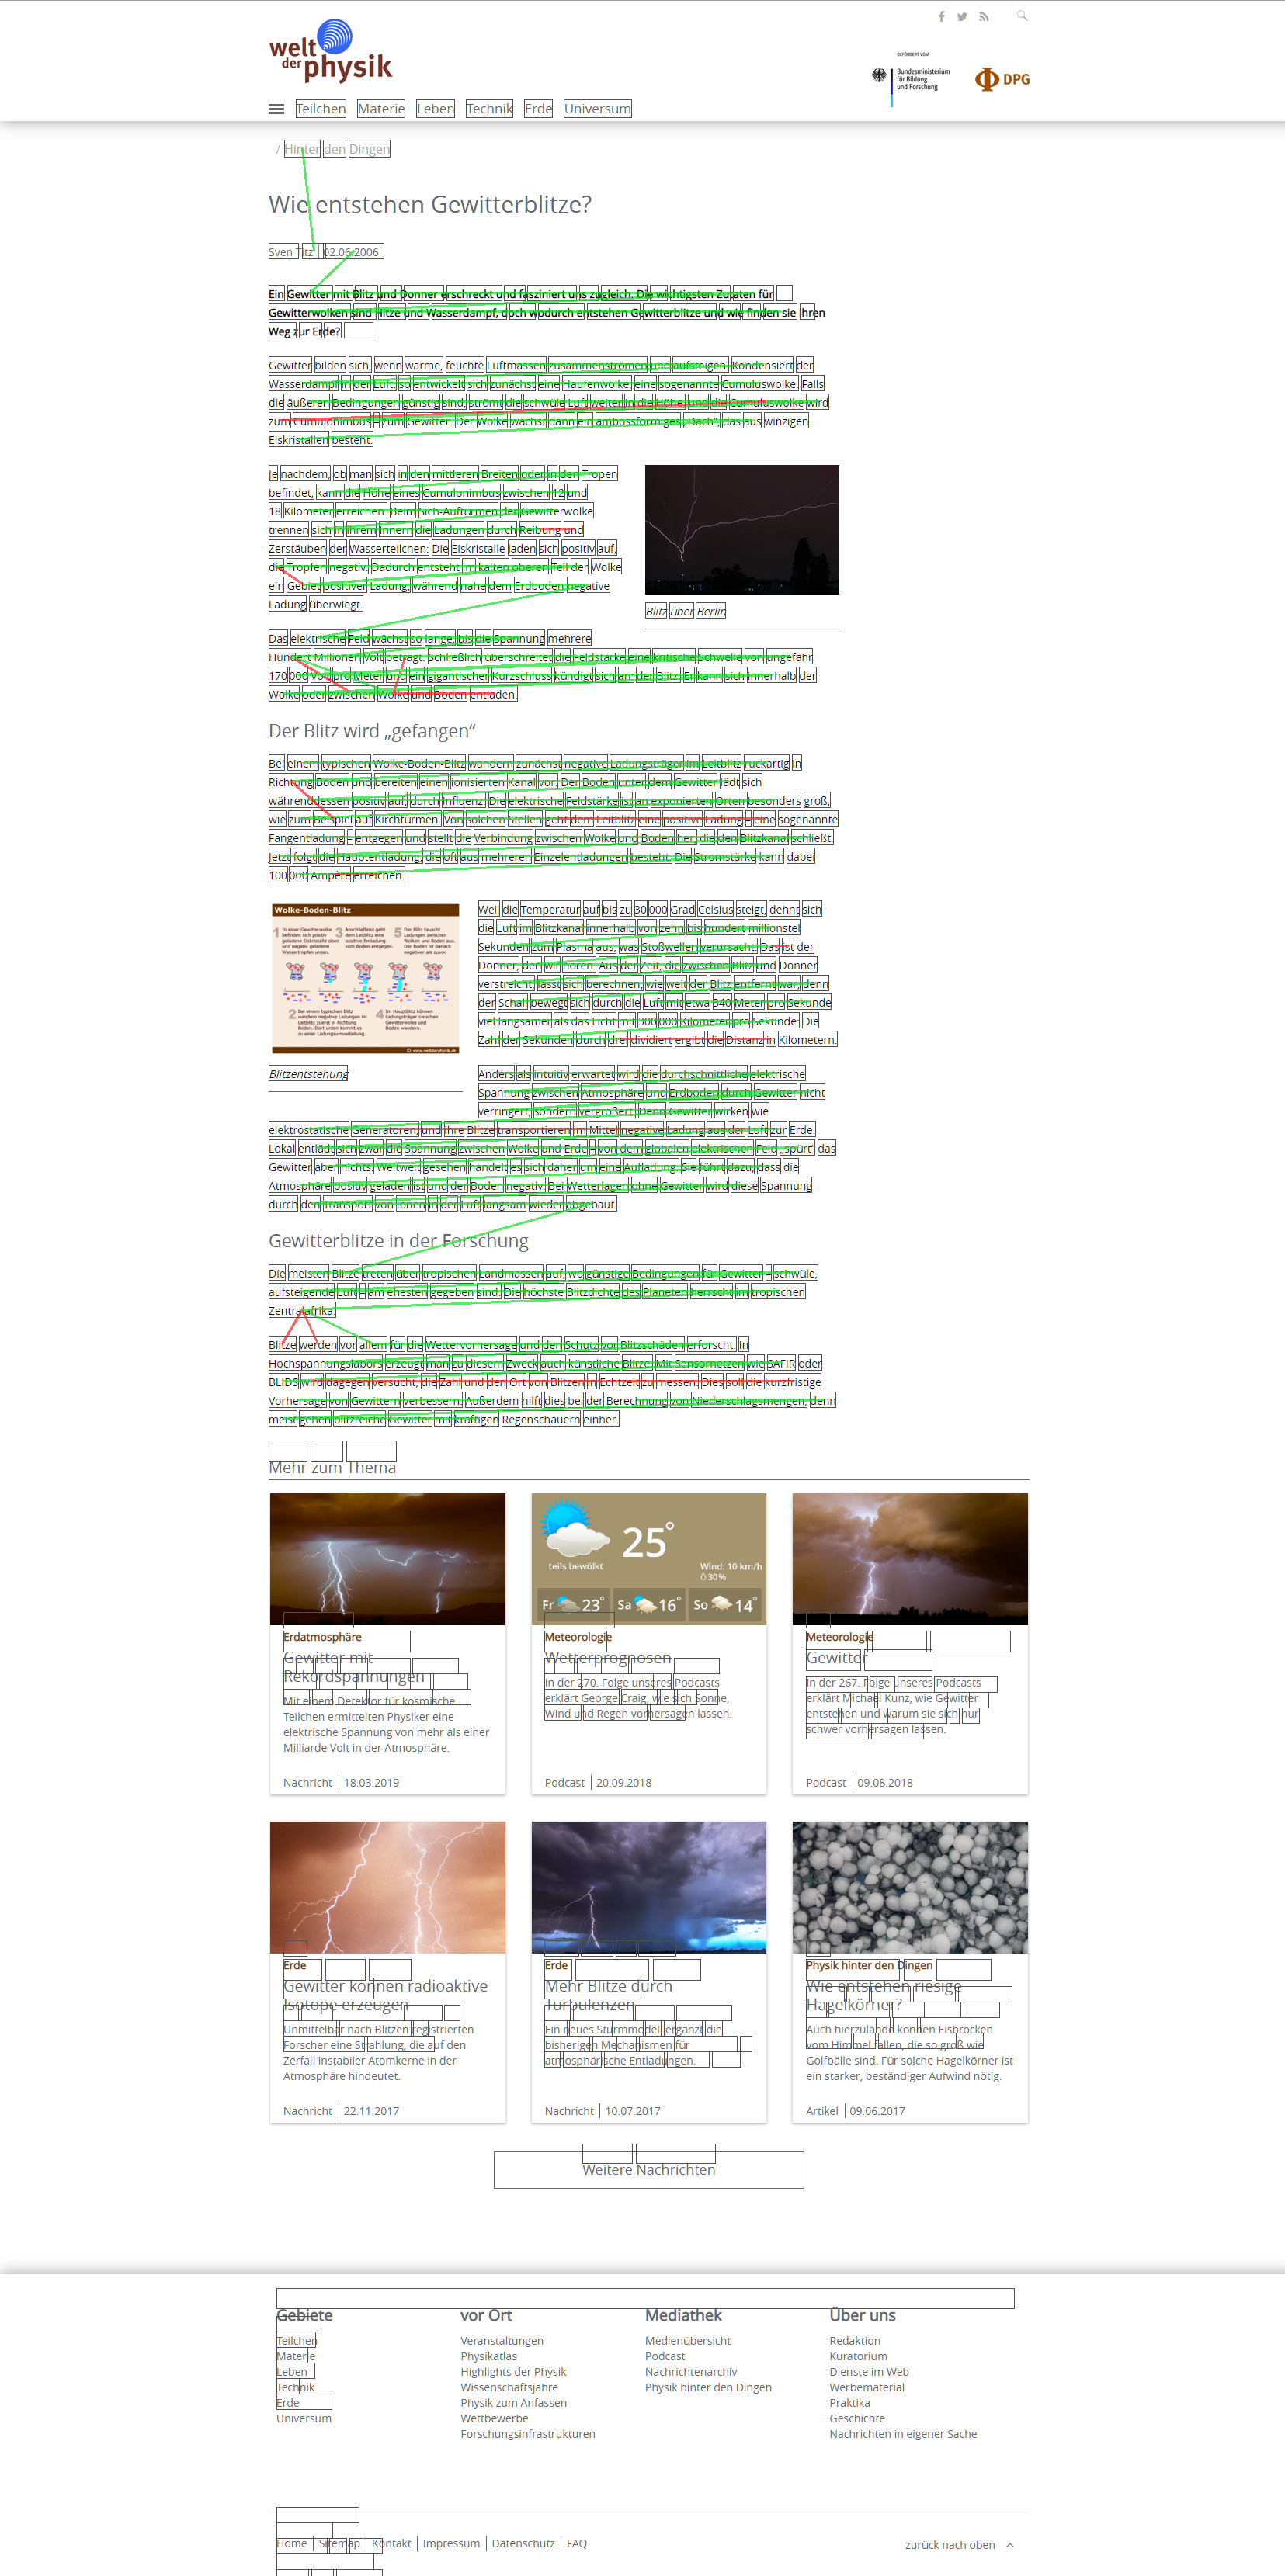 welt
der physik
GEFÖRDERT VOM
Bundesministerium
für Bildung
und Forschung
DPG
Teilchen Materie Leben Technik Erde Universum
/ Hinter den Dingen
Wie entstehen Gewitterblitze?
Sven Titz | 02.06.2006
Ein Gewitter mit Blitz und Donner erschreckt und fasziniert uns zugleich. Die wichtigsten Zutaten für
Gewitterwolken sind Hitze und Wasserdampf, doch wodurch entstehen Gewitterblitze und wie finden sie ihren
Weg zur Erde?
Gewitter bilden sich, wenn warme, feuchte Luftmassen zusammenströmen und aufsteigen. Kondensiert der
Wasserdampf in der Luft, so entwickelt sich zunächst eine Haufenwolke, eine sogenannte Cumuluswolke. Falls
die äußeren Bedingungen günstig sind, strömt die schwüle Luft weiter in die Höhe, und die Cumuluswolke wird
zum Cumulonimbus – zum Gewitter. Der Wolke wächst dann ein ambossförmiges „Dach“, das aus winzigen
Eiskristallen besteht.
Je nachdem, ob man sich in den mittleren Breiten oder in den Tropen
befindet, kann die Höhe eines Cumulonimbus zwischen 12 und
18 Kilometer erreichen. Beim Sich-Auftürmen der Gewitterwolke
trennen sich in ihrem Innern die Ladungen durch Reibung und
Zerstäuben der Wasserteilchen: Die Eiskristalle laden sich positiv auf,
die Tropfen negativ. Dadurch entsteht im kalten oberen Teil der Wolke
ein Gebiet positiver Ladung, während nahe dem Erdboden negative
Ladung überwiegt.
Blitz über Berlin
Das elektrische Feld wächst so lange, bis die Spannung mehrere
Hundert Millionen Volt beträgt. Schließlich überschreitet die Feldstärke eine kritische Schwelle von ungefähr
170 000 Volt pro Meter und ein gigantischer Kurzschluss kündigt sich an: der Blitz. Er kann sich innerhalb der
Wolke oder zwischen Wolke und Boden entladen.
Der Blitz wird „gefangen“
Bei einem typischen Wolke-Boden-Blitz wandern zunächst negative Ladungsträger im Leitblitz ruckartig in
Richtung Boden und bereiten einen ionisierten Kanal vor. Der Boden unter dem Gewitter lädt sich
währenddessen positiv auf, durch Influenz. Die elektrische Feldstärke ist an exponierten Orten besonders groß,
wie zum Beispiel auf Kirchtürmen. Von solchen Stellen geht dem Leitblitz eine positive Ladung – eine sogenannte
Fangentladung – entgegen und stellt die Verbindung zwischen Wolke und Boden her, die den Blitzkanal schließt.
Jetzt folgt die Hauptentladung, die oft aus mehreren Einzelentladungen besteht. Die Stromstärke kann dabei
100 000 Ampère erreichen.
Wolke-Boden-Blitz
1 In einer Gewitterwolke befinden sich positiv geladene Eiskristalle oben und negativ geladene Wassertropfen unten.
3 Anschließend geht dem Leitblitz eine positive Entladung vom Boden entgegen.
5 Der Blitz tauscht Ladungen zwischen Wolken und Boden aus. Der Boden ist danach negativer als zuvor.
2 Bei einem typischen Blitz wandern negative Ladungen im Leitblitz zuerst in Richtung Boden. Dort unten kommt es zu einer Ladungsverschiebung.
4 Im Hauptblitz können Ladungen zwischen Gewitterwolke und Boden wandern.
© www.weltderphysik.de
Blitzentstehung
Weil die Temperatur auf bis zu 30 000 Grad Celsius steigt, dehnt sich
die Luft im Blitzkanal innerhalb von zehn bis hundert millionstel
Sekunden zum Plasma aus, was Stoßwellen verursacht. Das ist der
Donner, den wir hören. Aus der Zeit, die zwischen Blitz und Donner
verstreicht, lässt sich berechnen, wie weit der Blitz entfernt war, denn
der Schall bewegt sich durch die Luft mit etwa 340 Meter pro Sekunde
viel langsamer als das Licht mit 300 000 Kilometer pro Sekunde. Die
Zahl der Sekunden durch drei dividiert ergibt die Distanz in Kilometern.
Anders als intuitiv erwartet wird die durchschnittliche elektrische
Spannung zwischen Atmosphäre und Erdboden durch Gewitter nicht
verringert, sondern vergrößert. Denn Gewitter wirken wie
elektrostatische Generatoren, und ihre Blitze transportieren im Mittel negative Ladung aus der Luft zur Erde.
Lokal entlädt sich zwar die Spannung zwischen Wolke und Erde – von dem globalen elektrischen Feld „spürt“ das
Gewitter aber nichts. Weltweit gesehen handelt es sich daher um eine Aufladung. Sie führt dazu, dass die
Atmosphäre positiv geladen ist und der Boden negativ. Bei Wetterlagen ohne Gewitter wird diese Spannung
durch den Transport von Ionen in der Luft langsam wieder abgebaut.
Gewitterblitze in der Forschung
Die meisten Blitze treten über tropischen Landmassen auf, wo günstige Bedingungen für Gewitter – schwüle,
aufsteigende Luft – am ehesten gegeben sind. Die höchste Blitzdichte des Planeten herrscht im tropischen
Zentralafrika.
Blitze werden vor allem für die Wettervorhersage und den Schutz vor Blitzschäden erforscht. In
Hochspannungslabors erzeugt man zu diesem Zweck auch künstliche Blitze. Mit Sensornetzen wie SAFIR oder
BLIDS wird dagegen versucht, die Zahl und den Ort von Blitzen in Echtzeit zu messen. Dies soll die kurzfristige
Vorhersage von Gewittern verbessern. Außerdem hilft dies bei der Berechnung von Niederschlagsmengen, denn
meist gehen blitzreiche Gewitter mit kräftigen Regenschauern einher.
Mehr zum Thema
Erdatmosphäre
Gewitter mit
Rekordspannungen
Mit einem Detektor für kosmische
Teilchen ermittelten Physiker eine
elektrische Spannung von mehr als einer
Milliarde Volt in der Atmosphäre.
Nachricht | 18.03.2019
25°
teils bewölkt
Wind: 10 km/h
30%
Fr 23° Sa 16° So 14°
Meteorologie
Wetterprognosen
In der 270. Folge unseres Podcasts
erklärt George Craig, wie sich Sonne,
Wind und Regen vorhersagen lassen.
Podcast | 20.09.2018
Meteorologie
Gewitter
In der 267. Folge unseres Podcasts
erklärt Michael Kunz, wie Gewitter
entstehen und warum sie sich nur
schwer vorhersagen lassen.
Podcast | 09.08.2018
Erde
Gewitter können radioaktive
Isotope erzeugen
Unmittelbar nach Blitzen registrierten
Forscher eine Strahlung, die auf den
Zerfall instabiler Atomkerne in der
Atmosphäre hindeutet.
Nachricht | 22.11.2017
Erde
Mehr Blitze durch
Turbulenzen
Ein neues Sturmmodell ergänzt die
bisherigen Mechanismen für
atmosphärische Entladungen.
Nachricht | 10.07.2017
Physik hinter den Dingen
Wie entstehen riesige
Hagelkörner?
Auch hierzulande können Eisbrocken
vom Himmel fallen, die so groß wie
Golfbälle sind. Für solche Hagelkörner ist
ein starker, beständiger Aufwind nötig.
Artikel | 09.06.2017
Weitere Nachrichten
Gebiete
Teilchen
Materie
Leben
Technik
Erde
Universum
vor Ort
Veranstaltungen
Physikatlas
Highlights der Physik
Wissenschaftsjahre
Physik zum Anfassen
Wettbewerbe
Forschungsinfrastrukturen
Mediathek
Medienübersicht
Podcast
Nachrichtenarchiv
Physik hinter den Dingen
Über uns
Redaktion
Kuratorium
Dienste im Web
Werbematerial
Praktika
Geschichte
Nachrichten in eigener Sache
Home | Sitemap | Kontakt | Impressum | Datenschutz | FAQ
zurück nach oben